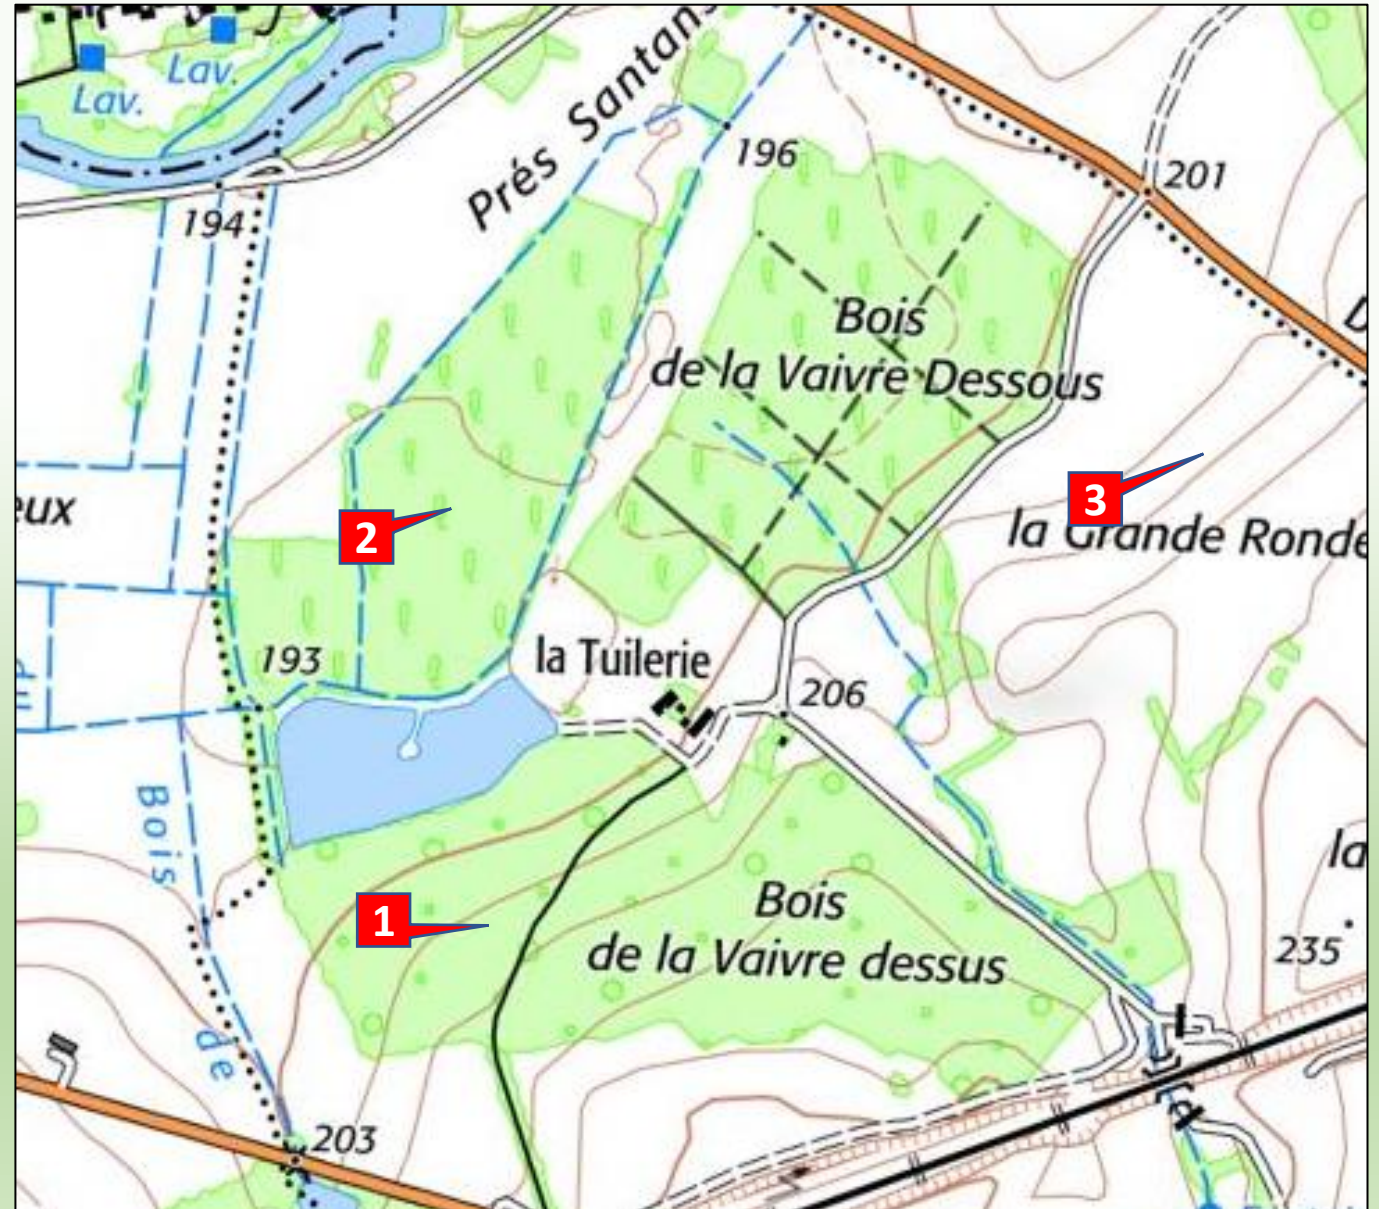 Lav.
Lav.
Prés Santans
196
201
194
Bois
de la Vaivre Dessous
3
eux
2
la Grande Ronde
193
la Tuilerie
206
Bois
la
1
Bois
de la Vaivre dessus
235
de
203